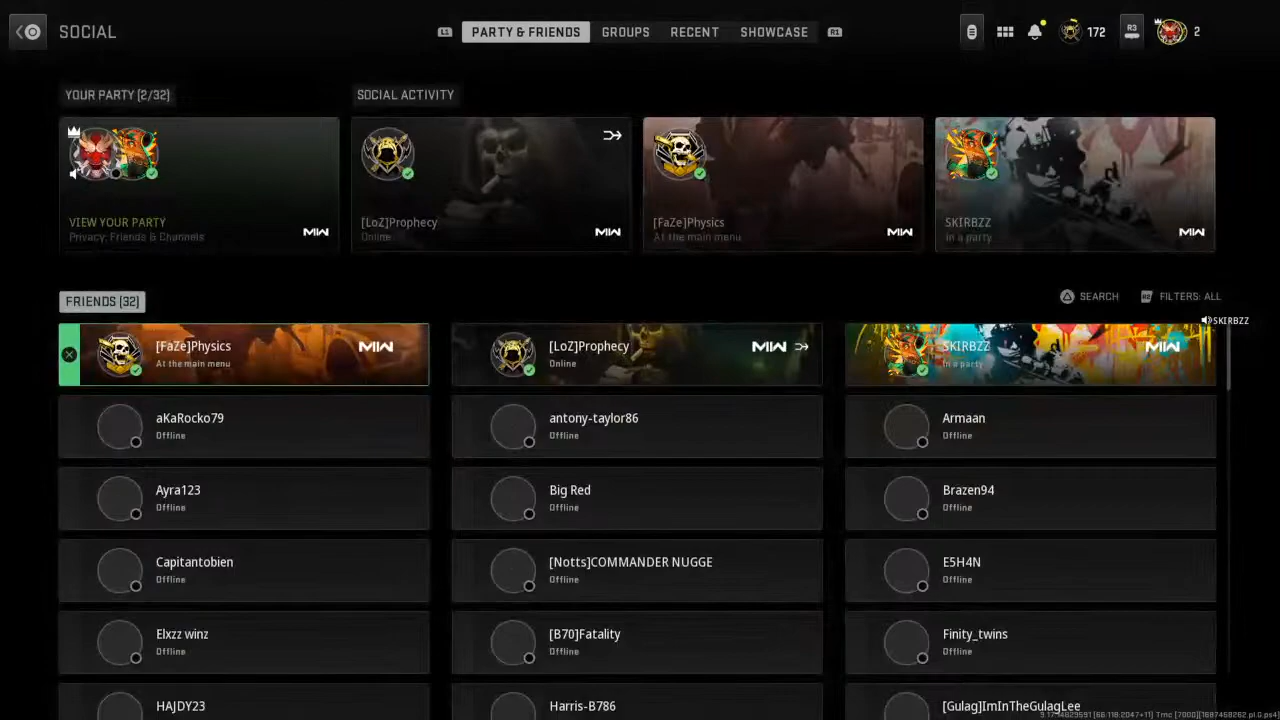 SOCIAL
L1
PARTY & FRIENDS
GROUPS
RECENT
SHOWCASE
R1
172
R3
2
YOUR PARTY (2/32)
SOCIAL ACTIVITY
VIEW YOUR PARTY
Privacy: Friends & Channels
MW
[LoZ]Prophecy
Online
MW
[FaZe]Physics
At the main menu
MW
SKIRBZZ
In a party
MW
FRIENDS (32)
SEARCH
R2
FILTERS: ALL
SKIRBZZ
[FaZe]Physics
At the main menu
MW
[LoZ]Prophecy
Online
MW
SKIRBZZ
In a party
MW
aKaRocko79
Offline
antony-taylor86
Offline
Armaan
Offline
Ayra123
Offline
Big Red
Offline
Brazen94
Offline
Capitantobien
Offline
[Notts]COMMANDER NUGGE
Offline
E5H4N
Offline
Elxzz winz
Offline
[B70]Fatality
Offline
Finity_twins
Offline
HAJDY23
Harris-B786
[Gulag]ImInTheGulagLee